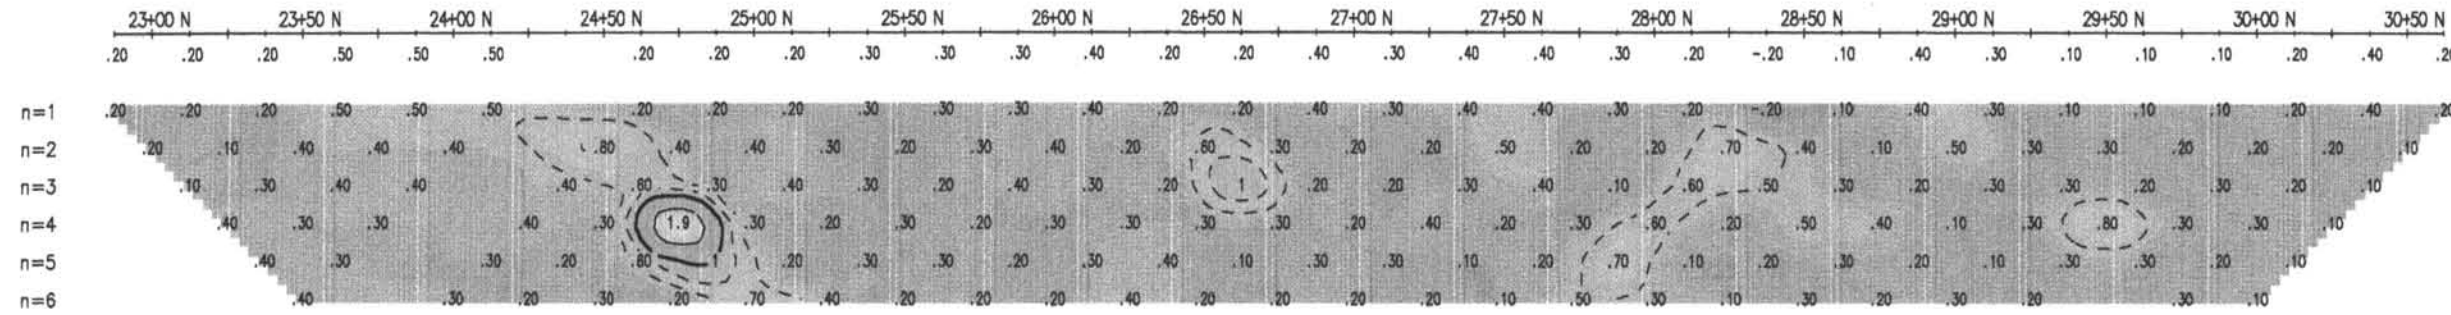 23+00 N 23+50 N 24+00 N 24+50 N 25+00 N 25+50 N 26+00 N 26+50 N 27+00 N 27+50 N 28+00 N 28+50 N 29+00 N 29+50 N 30+00 N 30+50 N
.20 .20 .20 .50 .50 .50 .20 .20 .20 .30 .30 .30 .40 .20 .20 .40 .30 .40 .40 .30 .20 -.20 .10 .40 .30 .10 .10 .10 .20 .40 .20
n=1 .20 .20 .20 .50 .50 .50 .20 .20 .20 .30 .30 .30 .40 .20 .20 .40 .30 .40 .40 .30 .20 -.20 .10 .40 .30 .10 .10 .10 .20 .40 .20
n=2 .20 .10 .40 .40 .40 .80 .40 .40 .30 .20 .30 .40 .20 .60 .30 .20 .20 .50 .20 .20 .70 .40 .10 .50 .30 .30 .20 .20 .20 .10
n=3 .10 .30 .40 .40 .40 .30 .40 .30 .20 .40 .30 .20 1 .20 .20 .30 .40 .10 .60 .50 .30 .20 .30 .30 .20 .30 .10
n=4 .40 .30 .30 .40 .30 1.9 .30 .20 .30 .30 .30 .20 .30 .30 .30 .40 .20 .30 .60 .20 .50 .40 .10 .30 .80 .30 .30 .10
n=5 .40 .30 .30 .20 1 .20 .30 .30 .20 .30 .40 .10 .30 .30 .10 .20 .70 .10 .20 .30 .20 .10 .30 .30 .20 .10
n=6 .40 .30 .20 .30 .20 .70 .40 .20 .20 .20 .40 .20 .20 .20 .20 .10 .50 .30 .10 .30 .20 .30 .20 .30 .10